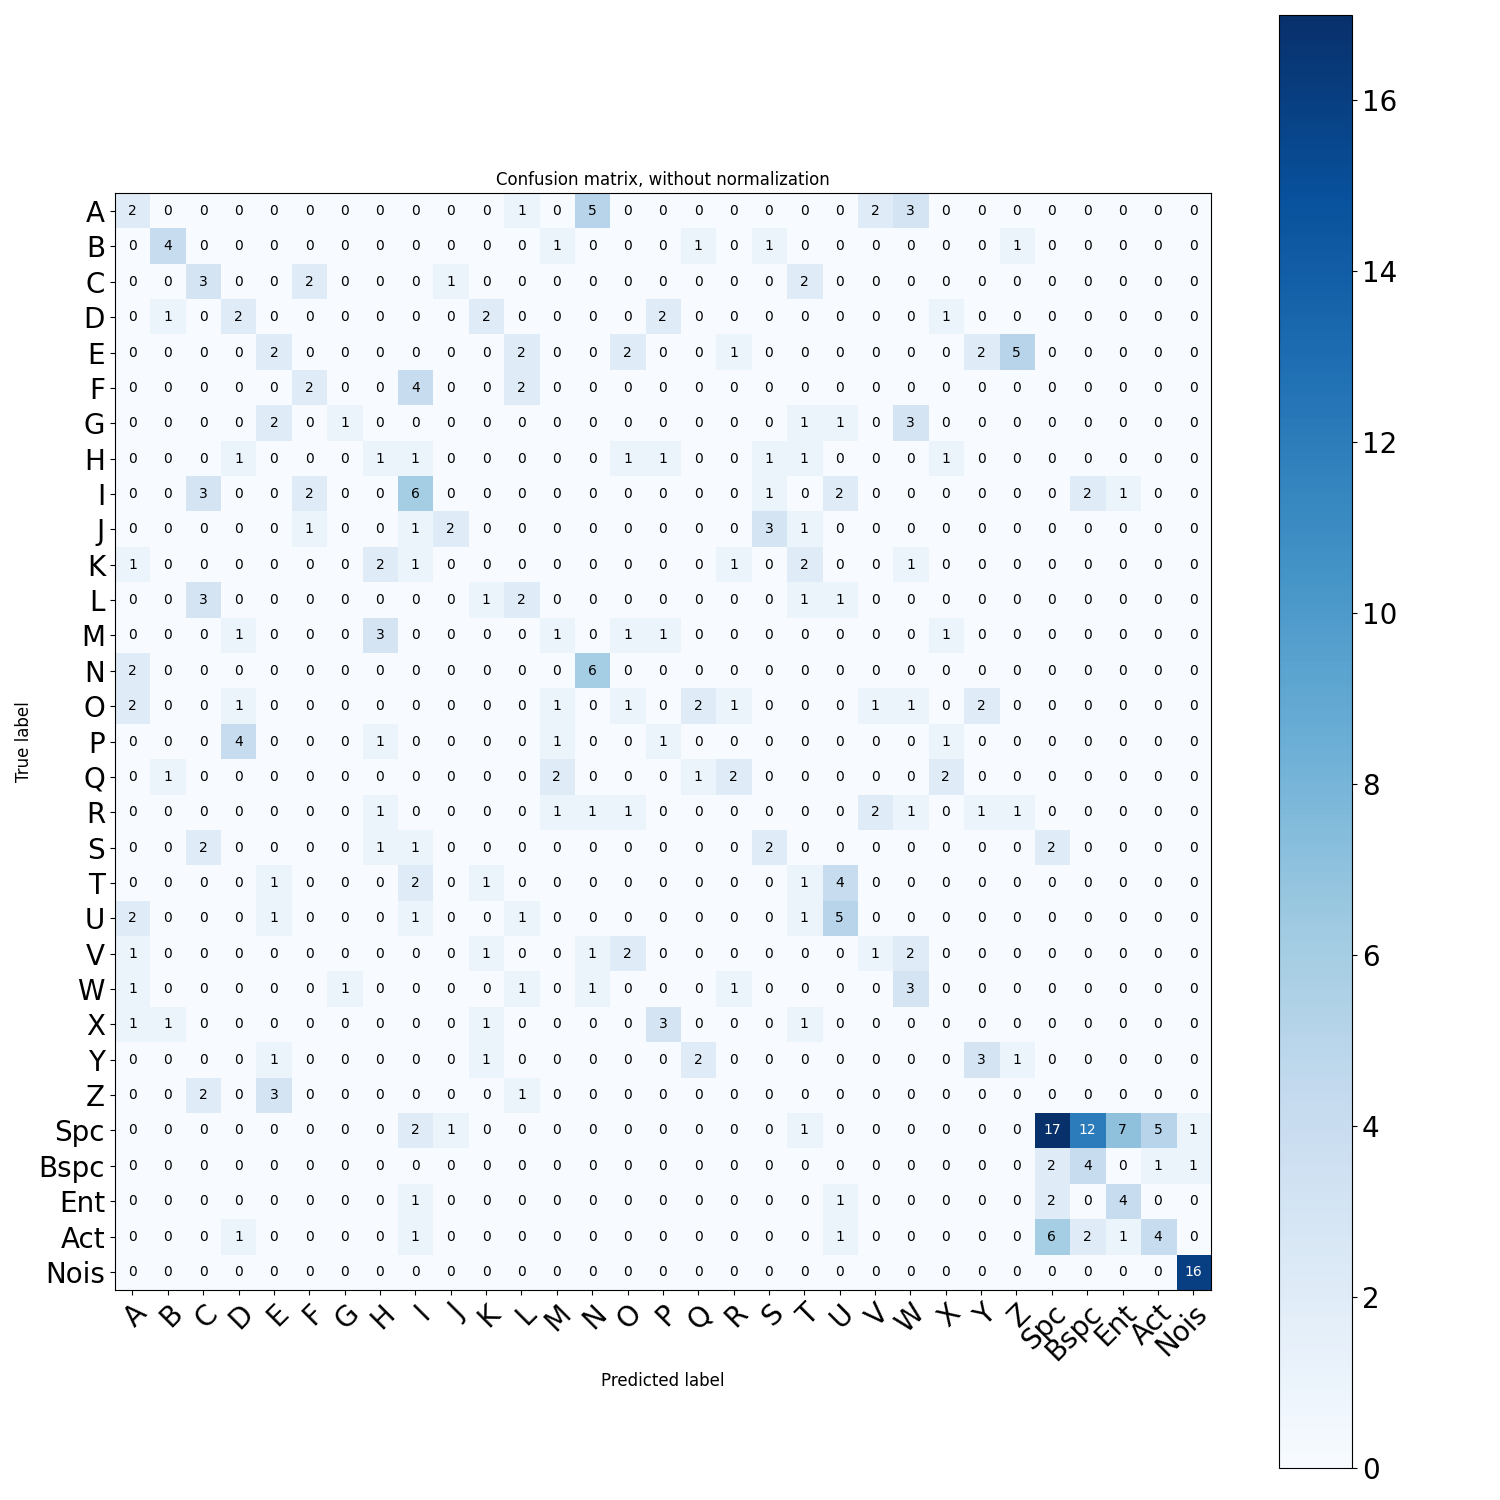 Confusion matrix, without normalization
A 2 0 0 0 0 0 0 0 0 0 0 1 0 5 0 0 0 0 0 0 0 2 3 0 0 0 0 0 0 0 0
B 0 4 0 0 0 0 0 0 0 0 0 0 1 0 0 0 1 0 1 0 0 0 0 0 0 1 0 0 0 0 0
C 0 0 3 0 0 2 0 0 0 1 0 0 0 0 0 0 0 0 0 2 0 0 0 0 0 0 0 0 0 0 0
D 0 1 0 2 0 0 0 0 0 0 2 0 0 0 0 2 0 0 0 0 0 0 0 1 0 0 0 0 0 0 0
E 0 0 0 0 2 0 0 0 0 0 0 2 0 0 2 0 0 1 0 0 0 0 0 0 2 5 0 0 0 0 0
F 0 0 0 0 0 2 0 0 4 0 0 2 0 0 0 0 0 0 0 0 0 0 0 0 0 0 0 0 0 0 0
G 0 0 0 0 2 0 1 0 0 0 0 0 0 0 0 0 0 0 0 1 1 0 3 0 0 0 0 0 0 0 0
H 0 0 0 1 0 0 0 1 1 0 0 0 0 0 1 1 0 0 1 1 0 0 0 1 0 0 0 0 0 0 0
I 0 0 3 0 0 2 0 0 6 0 0 0 0 0 0 0 0 0 1 0 2 0 0 0 0 0 0 2 1 0 0
J 0 0 0 0 0 1 0 0 1 2 0 0 0 0 0 0 0 0 3 1 0 0 0 0 0 0 0 0 0 0 0
K 1 0 0 0 0 0 0 2 1 0 0 0 0 0 0 0 0 1 0 2 0 0 1 0 0 0 0 0 0 0 0
L 0 0 3 0 0 0 0 0 0 0 1 2 0 0 0 0 0 0 0 1 1 0 0 0 0 0 0 0 0 0 0
M 0 0 0 1 0 0 0 3 0 0 0 0 1 0 1 1 0 0 0 0 0 0 0 1 0 0 0 0 0 0 0
N 2 0 0 0 0 0 0 0 0 0 0 0 0 6 0 0 0 0 0 0 0 0 0 0 0 0 0 0 0 0 0
O 2 0 0 1 0 0 0 0 0 0 0 0 1 0 1 0 2 1 0 0 0 1 1 0 2 0 0 0 0 0 0
P 0 0 0 4 0 0 0 1 0 0 0 0 1 0 0 1 0 0 0 0 0 0 0 1 0 0 0 0 0 0 0
Q 0 1 0 0 0 0 0 0 0 0 0 0 2 0 0 0 1 2 0 0 0 0 0 2 0 0 0 0 0 0 0
R 0 0 0 0 0 0 0 1 0 0 0 0 1 1 1 0 0 0 0 0 0 2 1 0 1 1 0 0 0 0 0
S 0 0 2 0 0 0 0 1 1 0 0 0 0 0 0 0 0 0 2 0 0 0 0 0 0 0 2 0 0 0 0
T 0 0 0 0 1 0 0 0 2 0 1 0 0 0 0 0 0 0 0 1 4 0 0 0 0 0 0 0 0 0 0
U 2 0 0 0 1 0 0 0 1 0 0 1 0 0 0 0 0 0 0 1 5 0 0 0 0 0 0 0 0 0 0
V 1 0 0 0 0 0 0 0 0 0 1 0 0 1 2 0 0 0 0 0 0 1 2 0 0 0 0 0 0 0 0
W 1 0 0 0 0 0 1 0 0 0 0 1 0 1 0 0 0 1 0 0 0 0 3 0 0 0 0 0 0 0 0
X 1 1 0 0 0 0 0 0 0 0 1 0 0 0 0 3 0 0 0 1 0 0 0 0 0 0 0 0 0 0 0
Y 0 0 0 0 1 0 0 0 0 0 1 0 0 0 0 0 2 0 0 0 0 0 0 0 3 1 0 0 0 0 0
Z 0 0 2 0 3 0 0 0 0 0 0 1 0 0 0 0 0 0 0 0 0 0 0 0 0 0 0 0 0 0 0
Spc 0 0 0 0 0 0 0 0 2 1 0 0 0 0 0 0 0 0 0 1 0 0 0 0 0 0 17 12 7 5 1
Bspc 0 0 0 0 0 0 0 0 0 0 0 0 0 0 0 0 0 0 0 0 0 0 0 0 0 0 2 4 0 1 1
Ent 0 0 0 0 0 0 0 0 1 0 0 0 0 0 0 0 0 0 0 0 1 0 0 0 0 0 2 0 4 0 0
Act 0 0 0 1 0 0 0 0 1 0 0 0 0 0 0 0 0 0 0 0 1 0 0 0 0 0 6 2 1 4 0
Nois 0 0 0 0 0 0 0 0 0 0 0 0 0 0 0 0 0 0 0 0 0 0 0 0 0 0 0 0 0 0 16
A B C D E F G H I J K L M N O P Q R S T U V W X Y Z Spc Bspc Ent Act Nois
True label
Predicted label
16
14
12
10
8
6
4
2
0